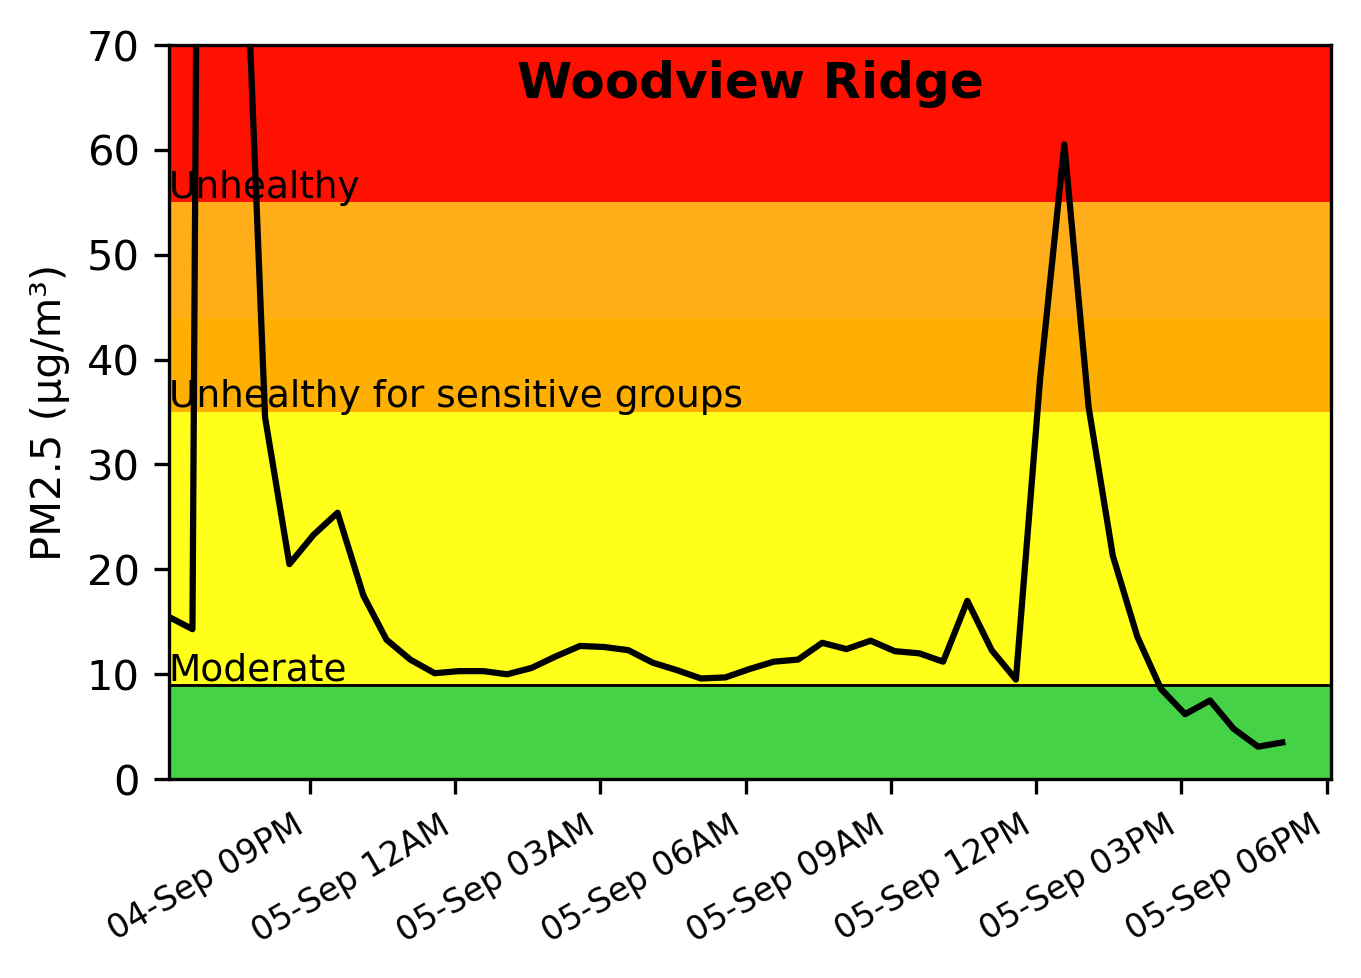 Woodview Ridge
PM2.5 (μg/m³)
70
60
50
40
30
20
10
0
Unhealthy
Unhealthy for sensitive groups
Moderate
04-Sep 09PM
05-Sep 12AM
05-Sep 03AM
05-Sep 06AM
05-Sep 09AM
05-Sep 12PM
05-Sep 03PM
05-Sep 06PM